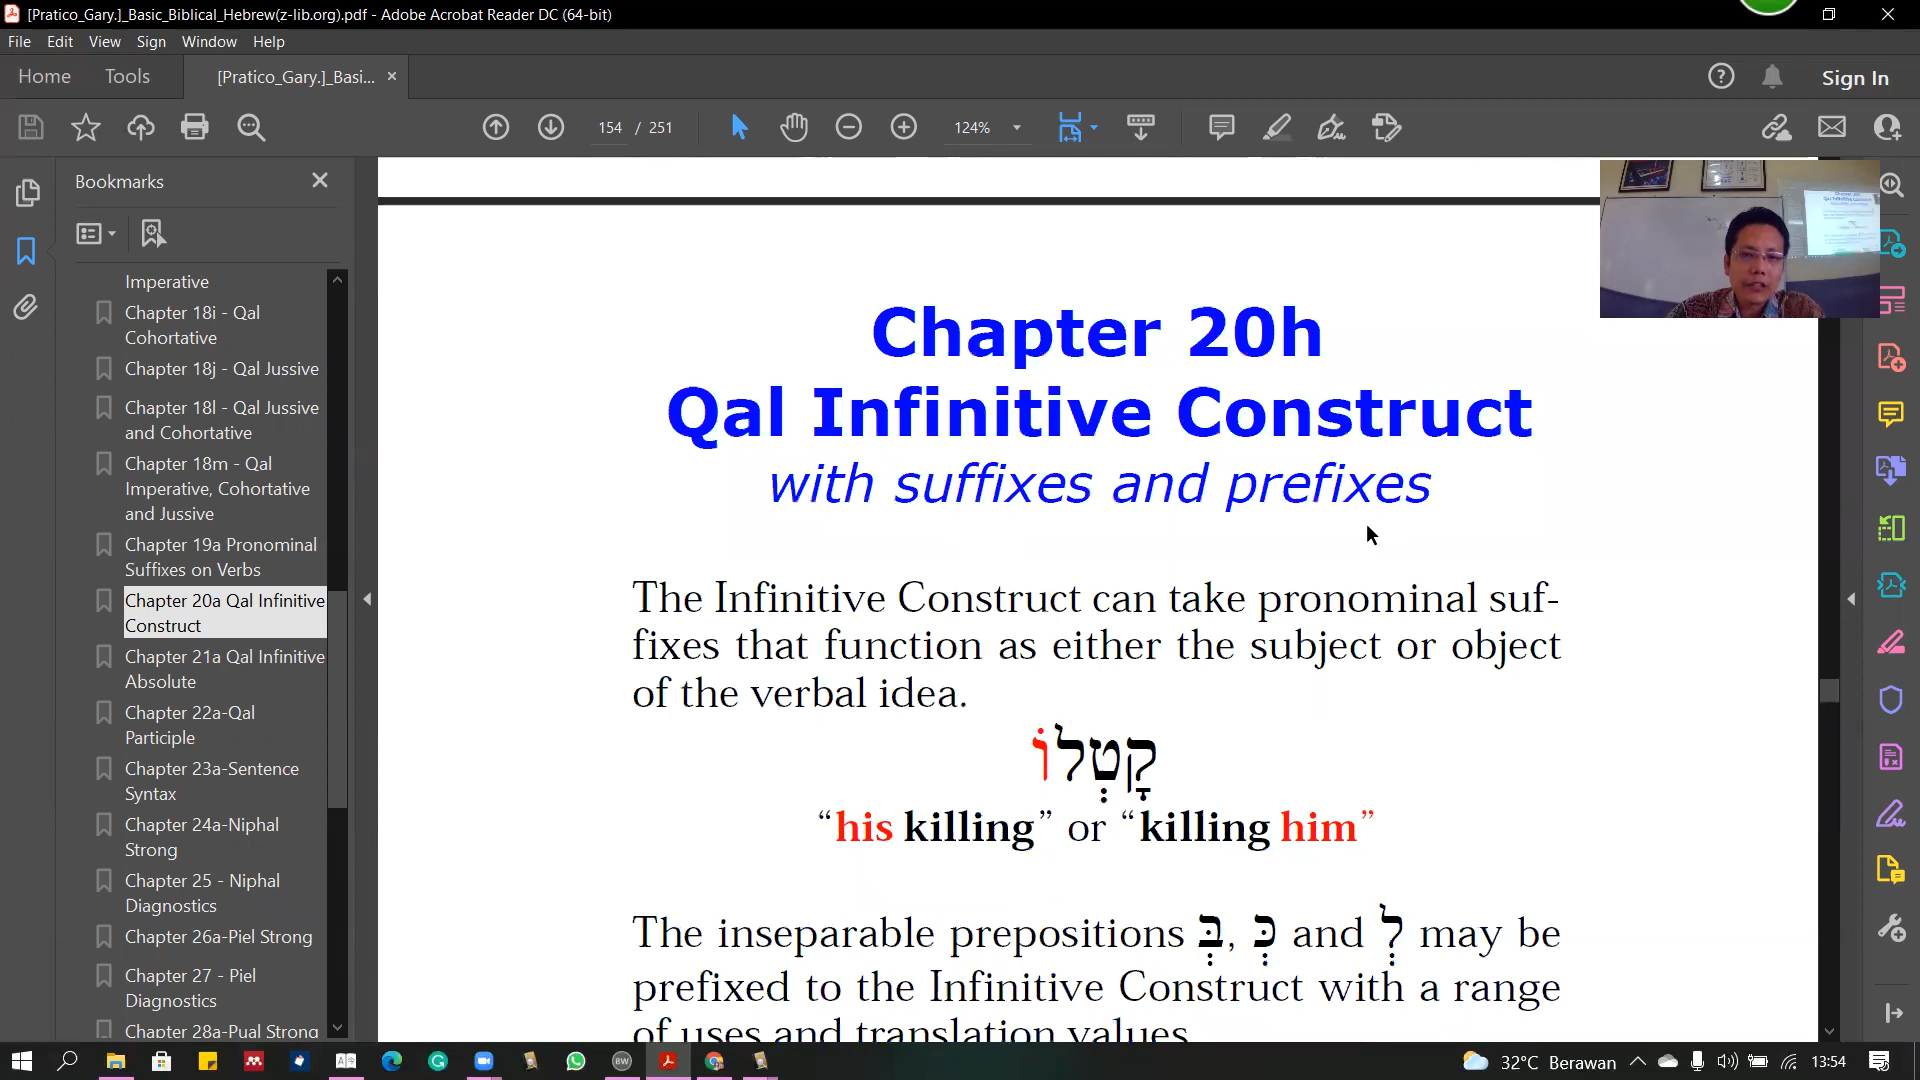 [Pratico_Gary.]_Basic_Biblical_Hebrew(z-lib.org).pdf - Adobe Acrobat Reader DC (64-bit)
File Edit View Sign Window Help
Home Tools [Pratico_Gary.]_Basi... ×
Sign In
154 / 251
124%
Bookmarks
Imperative
Chapter 18i - Qal
Cohortative
Chapter 18j - Qal Jussive
Chapter 18l - Qal Jussive
and Cohortative
Chapter 18m - Qal
Imperative, Cohortative
and Jussive
Chapter 19a Pronominal
Suffixes on Verbs
Chapter 20a Qal Infinitive
Construct
Chapter 21a Qal Infinitive
Absolute
Chapter 22a-Qal
Participle
Chapter 23a-Sentence
Syntax
Chapter 24a-Niphal
Strong
Chapter 25 - Niphal
Diagnostics
Chapter 26a-Piel Strong
Chapter 27 - Piel
Diagnostics
Chapter 28a-Pual Strong
Chapter 20h
Qal Infinitive Construct
with suffixes and prefixes
The Infinitive Construct can take pronominal suf-
fixes that function as either the subject or object
of the verbal idea.
קָטְלוֹ
“his killing” or “killing him”
The inseparable prepositions בְּ, כְּ and לְ may be
prefixed to the Infinitive Construct with a range
of uses and translation values.
BW
32°C Berawan
13:54